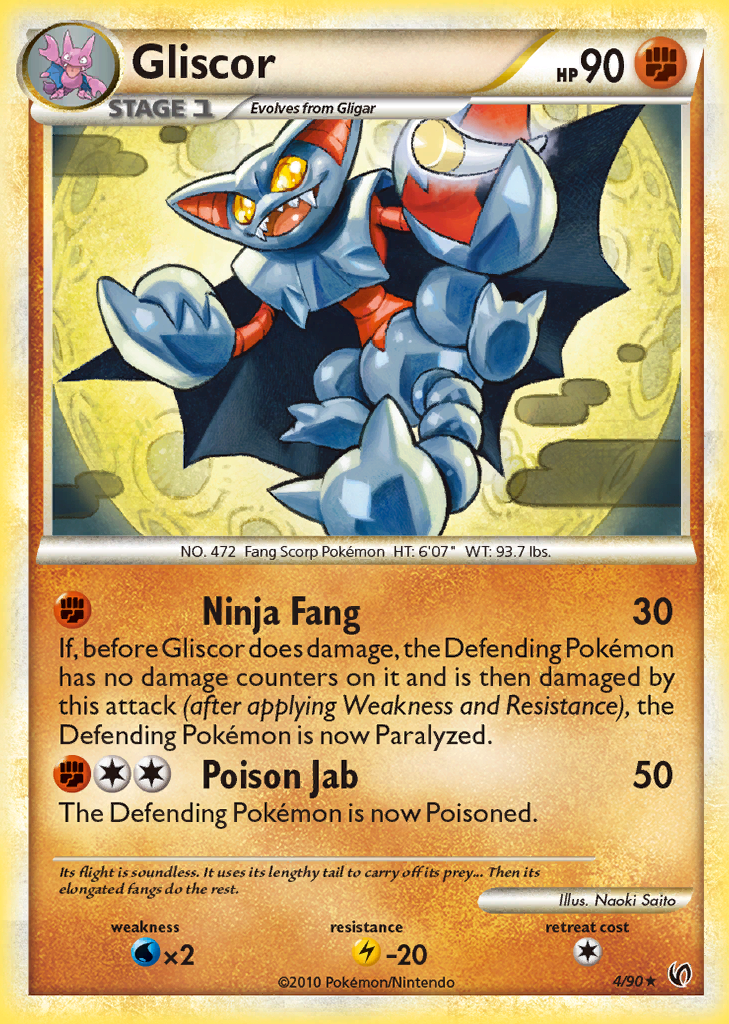 Gliscor
HP 90
STAGE 1
Evolves from Gligar
NO. 472 Fang Scorp Pokémon HT: 6'07" WT: 93.7 lbs.
Ninja Fang 30
If, before Gliscor does damage, the Defending Pokémon
has no damage counters on it and is then damaged by
this attack (after applying Weakness and Resistance), the
Defending Pokémon is now Paralyzed.
Poison Jab 50
The Defending Pokémon is now Poisoned.
Its flight is soundless. It uses its lengthy tail to carry off its prey... Then its
elongated fangs do the rest.
Illus. Naoki Saito
weakness resistance retreat cost
×2 -20
©2010 Pokémon/Nintendo
4/90★